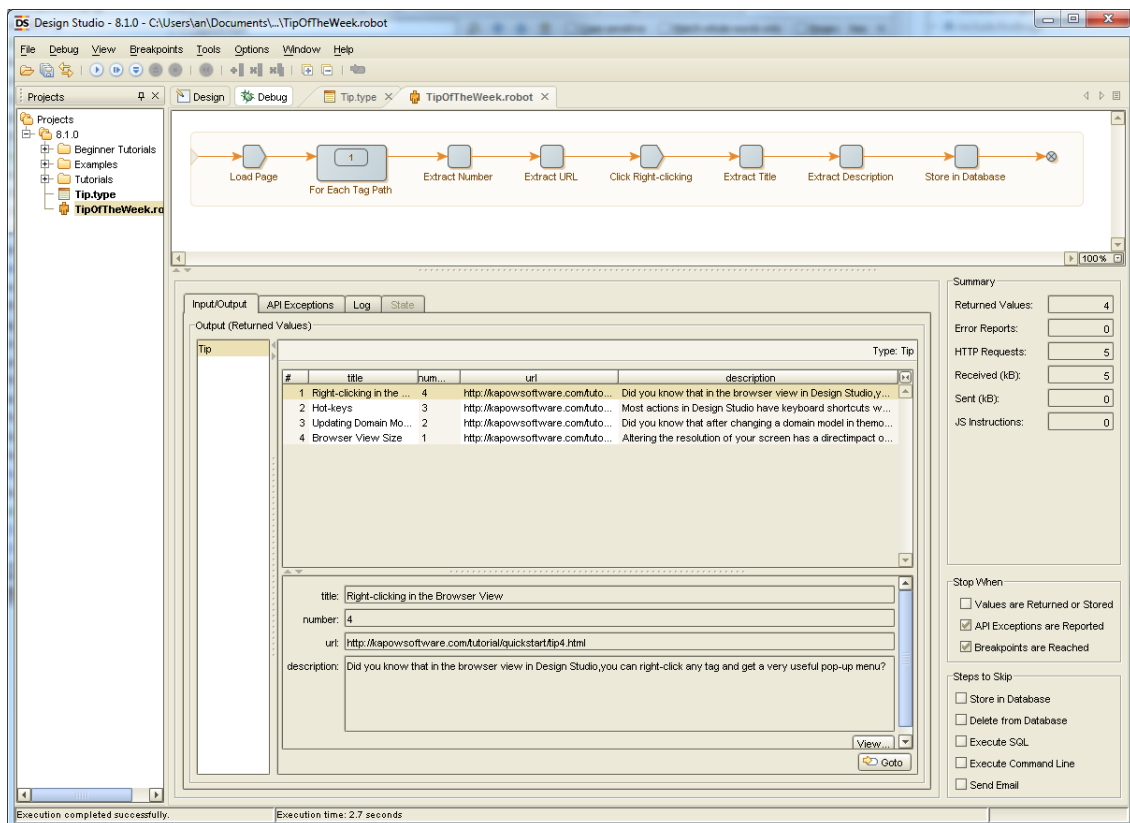 DS Design Studio - 8.1.0 - C:\Users\an\Documents\...\TipOfTheWeek.robot
File Debug View Breakpoints Tools Options Window Help
Projects
Design Debug Tip.type TipOfTheWeek.robot
Projects
8.1.0
Beginner Tutorials
Examples
Tutorials
Tip.type
TipOfTheWeek.ro
1
Load Page For Each Tag Path Extract Number Extract URL Click Right-clicking Extract Title Extract Description Store in Database
100%
Input/Output API Exceptions Log State
Output (Returned Values)
Tip
Type: Tip
# title num... url description
1 Right-clicking in the ... 4 http://kapowsoftware.com/tuto... Did you know that in the browser view in Design Studio,y...
2 Hot-keys 3 http://kapowsoftware.com/tuto... Most actions in Design Studio have keyboard shortcuts w...
3 Updating Domain Mo... 2 http://kapowsoftware.com/tuto... Did you know that after changing a domain model in themo...
4 Browser View Size 1 http://kapowsoftware.com/tuto... Altering the resolution of your screen has a directimpact o...
title: Right-clicking in the Browser View
number: 4
url: http://kapowsoftware.com/tutorial/quickstart/tip4.html
description: Did you know that in the browser view in Design Studio,you can right-click any tag and get a very useful pop-up menu?
View...
Goto
Summary
Returned Values: 4
Error Reports: 0
HTTP Requests: 5
Received (kB): 5
Sent (kB): 0
JS Instructions: 0
Stop When
Values are Returned or Stored
API Exceptions are Reported
Breakpoints are Reached
Steps to Skip
Store in Database
Delete from Database
Execute SQL
Execute Command Line
Send Email
Execution completed successfully. Execution time: 2.7 seconds